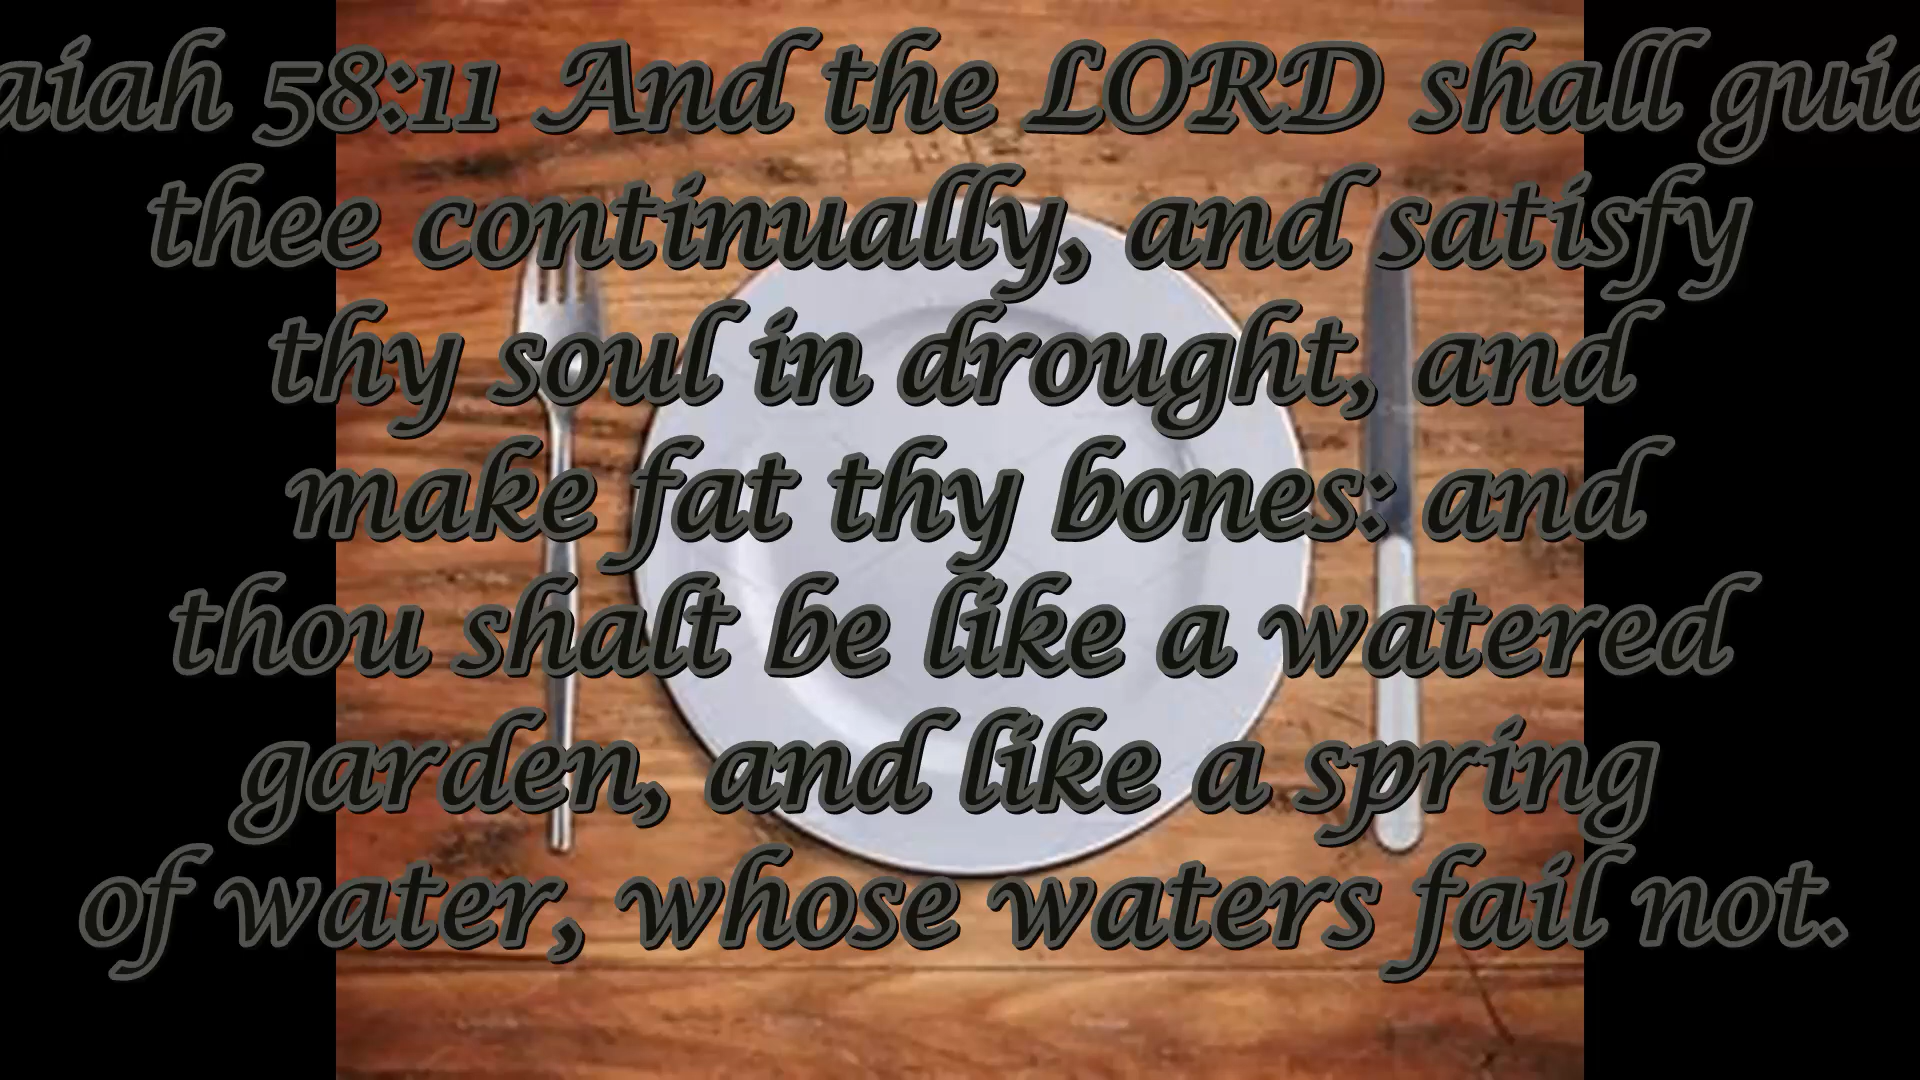 aiah 58:11 And the LORD shall guid
thee continually, and satisfy
thy soul in drought, and
make fat thy bones: and
thou shalt be like a watered
garden, and like a spring
of water, whose waters fail not.